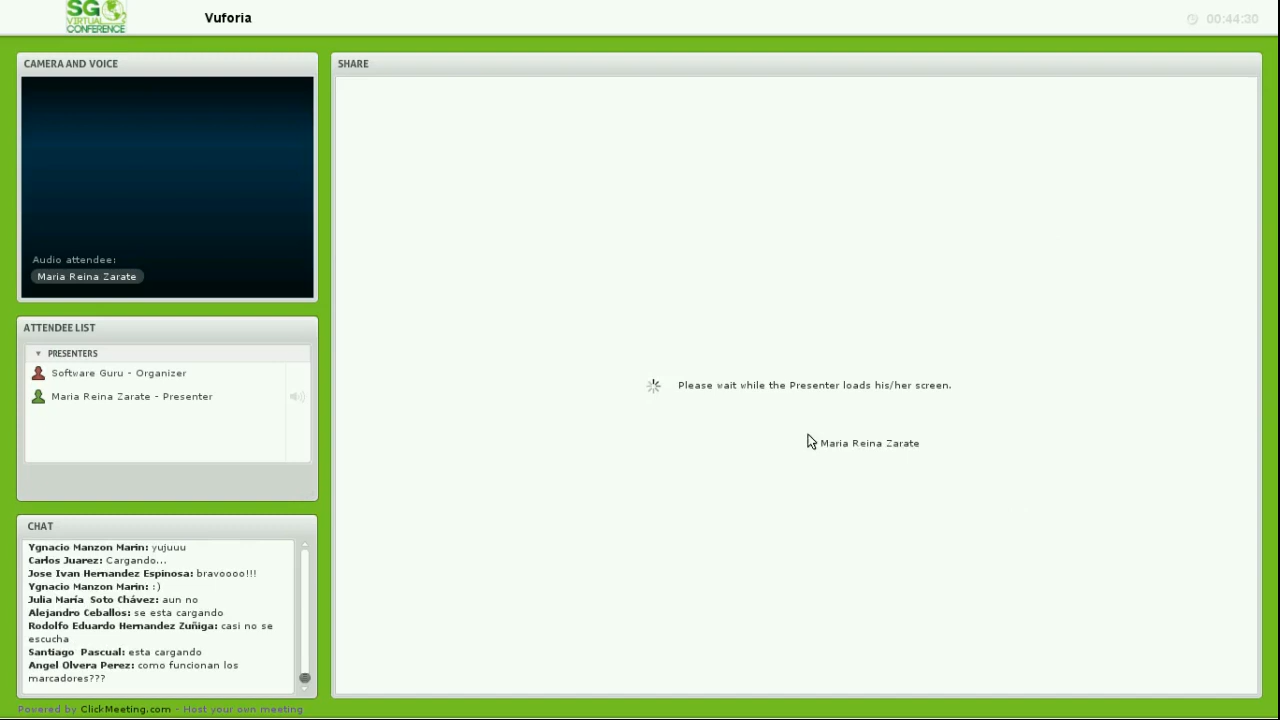 SG
VIRTUAL
CONFERENCE
Vuforia
00:44:30
CAMERA AND VOICE
Audio attendee:
Maria Reina Zarate
SHARE
Please wait while the Presenter loads his/her screen.
Maria Reina Zarate
ATTENDEE LIST
PRESENTERS
Software Guru - Organizer
Maria Reina Zarate - Presenter
CHAT
Ygnacio Manzon Marin: yujuuu
Carlos Juarez: Cargando...
Jose Ivan Hernandez Espinosa: bravoooo!!!
Ygnacio Manzon Marin: :)
Julia María Soto Chávez: aun no
Alejandro Ceballos: se esta cargando
Rodolfo Eduardo Hernandez Zuñiga: casi no se
escucha
Santiago Pascual: esta cargando
Angel Olvera Perez: como funcionan los
marcadores???
Powered by ClickMeeting.com - Host your own meeting